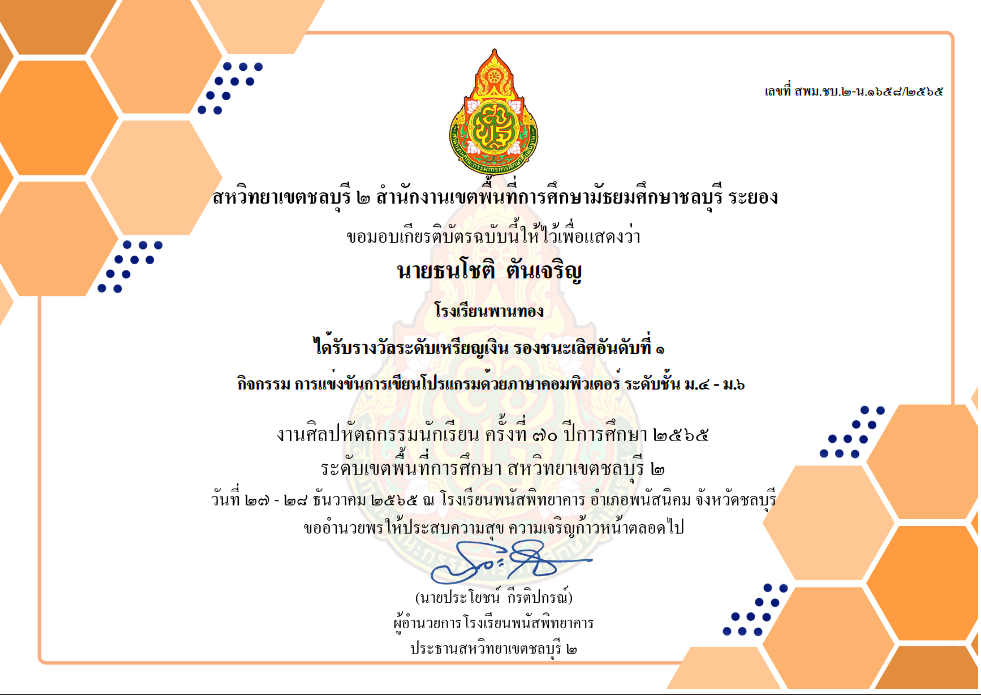 เลขที่ สพม.ชบ.๒-น.๑๖๕๘/๒๕๖๕
สหวิทยาเขตชลบุรี ๒ สำนักงานเขตพื้นที่การศึกษามัธยมศึกษาชลบุรี ระยอง
ขอมอบเกียรติบัตรฉบับนี้ให้ไว้เพื่อแสดงว่า
นายธนโชติ ตันเจริญ
โรงเรียนพานทอง
ได้รับรางวัลระดับเหรียญเงิน รองชนะเลิศอันดับที่ ๑
กิจกรรม การแข่งขันการเขียนโปรแกรมด้วยภาษาคอมพิวเตอร์ ระดับชั้น ม.๔ - ม.๖
งานศิลปหัตถกรรมนักเรียน ครั้งที่ ๗๐ ปีการศึกษา ๒๕๖๕
ระดับเขตพื้นที่การศึกษา สหวิทยาเขตชลบุรี ๒
วันที่ ๒๗ - ๒๘ ธันวาคม ๒๕๖๕ ณ โรงเรียนพนัสพิทยาคาร อำเภอพนัสนิคม จังหวัดชลบุรี
ขออำนวยพรให้ประสบความสุข ความเจริญก้าวหน้าตลอดไป
(นายประโยชน์ กีรติปกรณ์)
ผู้อำนวยการโรงเรียนพนัสพิทยาคาร
ประธานสหวิทยาเขตชลบุรี ๒